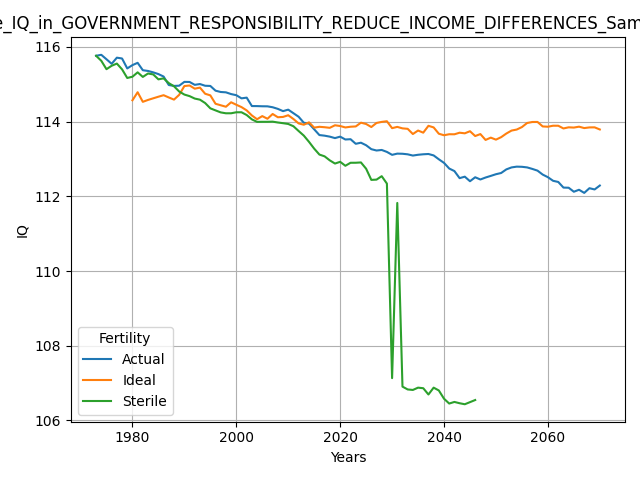 e_IQ_in_GOVERNMENT_RESPONSIBILITY_REDUCE_INCOME_DIFFERENCES_Sam
116
114
112
110
108
106
IQ
Fertility
Actual
Ideal
Sterile
1980 2000 2020 2040 2060
Years